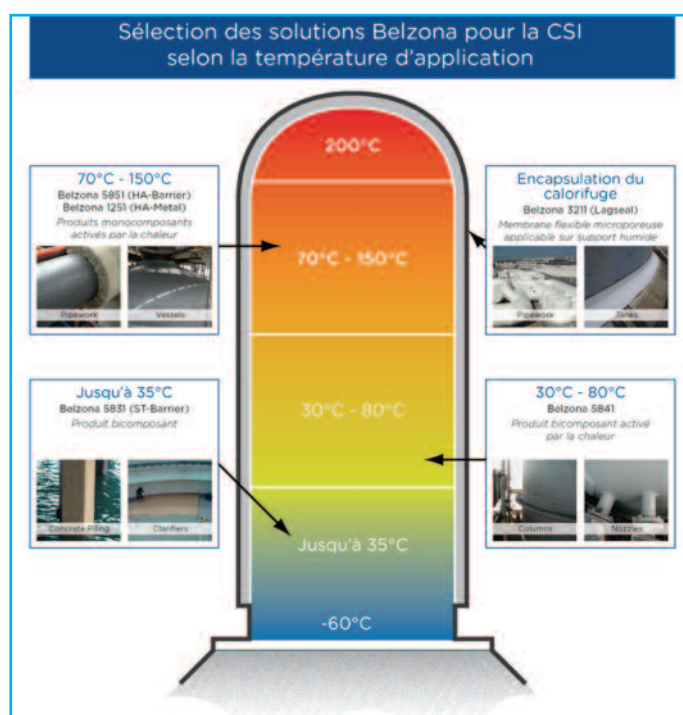 Sélection des solutions Belzona pour la CSI
selon la température d'application
200°C
70°C - 150°C
Belzona 5851 (HA-Barrier)
Belzona 1251 (HA-Metal)
Produits monocomposants
activés par la chaleur
Pipework
Vessels
Encapsulation du
calorifuge
Belzona 3211 (Lagseal)
Membrane flexible microporeuse
applicable sur support humide
Pipework
Tanks
70°C - 150°C
Jusqu'à 35°C
Belzona 5831 (ST-Barrier)
Produit bicomposant
Concrete Piling
Clarifiers
30°C - 80°C
30°C - 80°C
Belzona 5841
Produit bicomposant activé
par la chaleur
Columns
Nozzles
Jusqu'à 35°C
-60°C